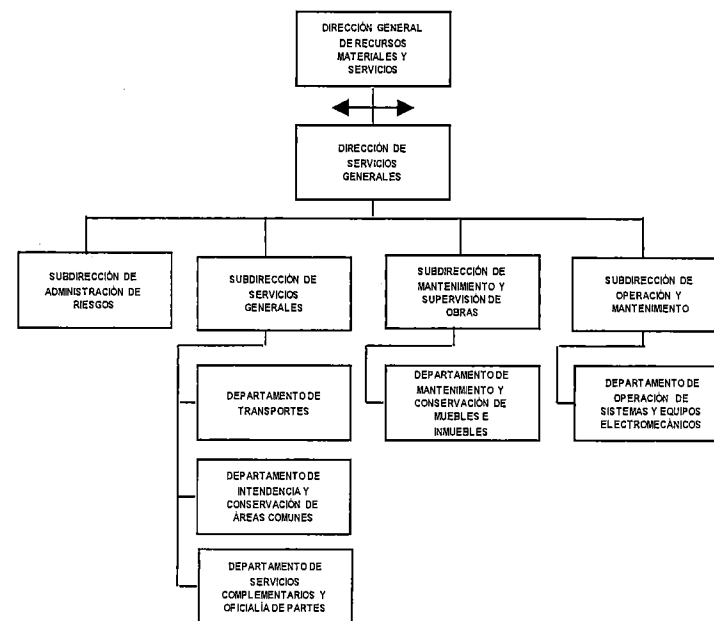 DIRECCIÓN GENERAL
DE RECURSOS
MATERIALES Y
SERVICIOS
DIRECCIÓN DE
SERVICIOS
GENERALES
SUBDIRECCIÓN DE
ADMINISTRACIÓN DE
RIESGOS
SUBDIRECCIÓN DE
SERVICIOS
GENERALES
SUBDIRECCIÓN DE
MANTENIMIENTO Y
SUPERVISIÓN DE
OBRAS
SUBDIRECCIÓN DE
OPERACIÓN Y
MANTENIMIENTO
DEPARTAMENTO DE
TRANSPORTES
DEPARTAMENTO DE
MANTENIMIENTO Y
CONSERVACIÓN DE
MUEBLES E
INMUEBLES
DEPARTAMENTO DE
OPERACIÓN DE
SISTEMAS Y EQUIPOS
ELECTROMECÁNICOS
DEPARTAMENTO DE
INTENDENCIA Y
CONSERVACIÓN DE
ÁREAS COMUNES
DEPARTAMENTO DE
SERVICIOS
COMPLEMENTARIOS Y
OFICIALÍA DE PARTES